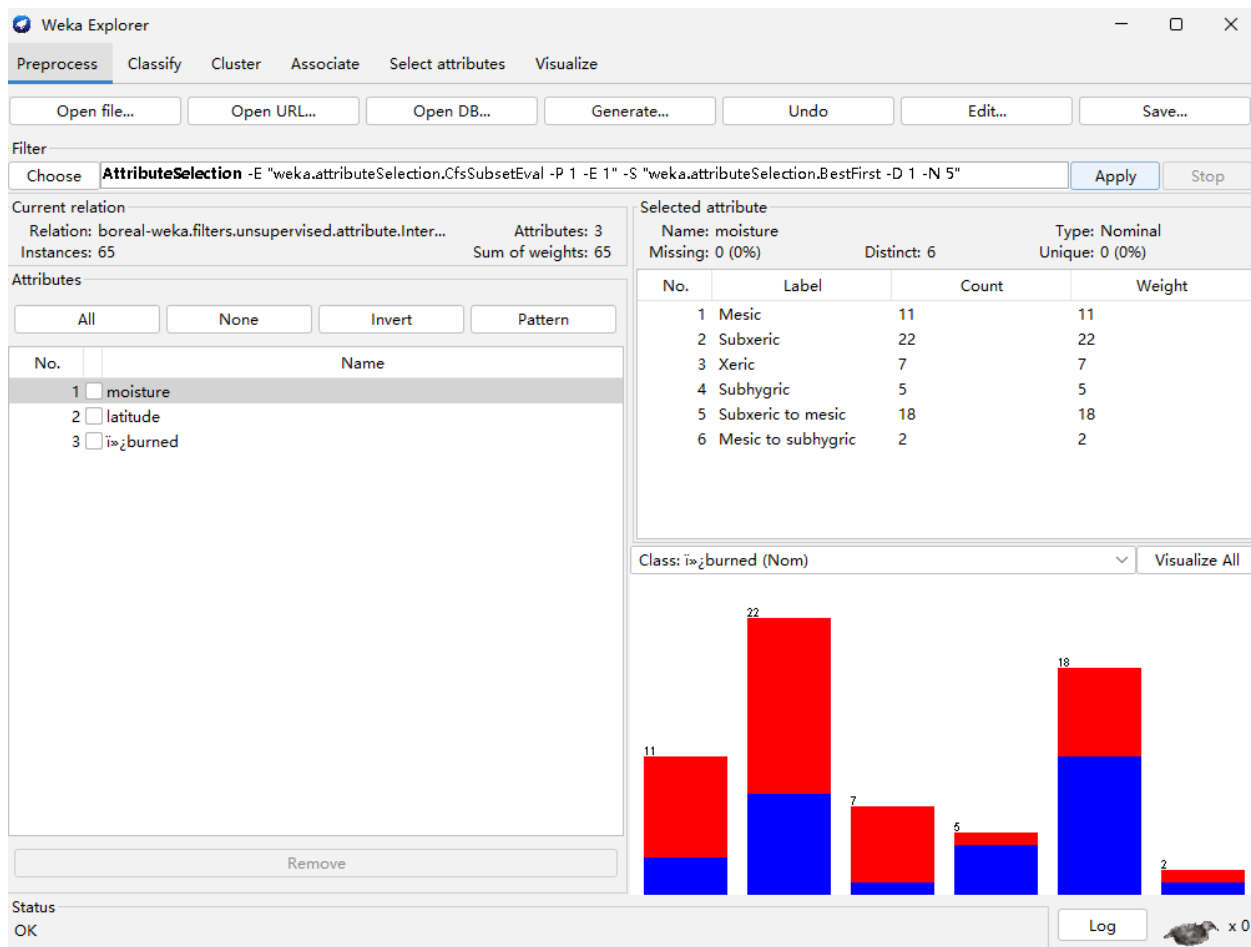 Weka Explorer
Preprocess Classify Cluster Associate Select attributes Visualize
Open file... Open URL... Open DB... Generate... Undo Edit... Save...
Filter
Choose AttributeSelection -E "weka.attributeSelection.CfsSubsetEval -P 1 -E 1" -S "weka.attributeSelection.BestFirst -D 1 -N 5" Apply Stop
Current relation
Relation: boreal-weka.filters.unsupervised.attribute.Inter... Attributes: 3
Instances: 65 Sum of weights: 65
Attributes
All None Invert Pattern
No. Name
1 moisture
2 latitude
3 ï»¿burned
Remove
Selected attribute
Name: moisture Type: Nominal
Missing: 0 (0%) Distinct: 6 Unique: 0 (0%)
No. Label Count Weight
1 Mesic 11 11
2 Subxeric 22 22
3 Xeric 7 7
4 Subhygric 5 5
5 Subxeric to mesic 18 18
6 Mesic to subhygric 2 2
Class: ï»¿burned (Nom) Visualize All
11 22 7 5 18 2
Status
OK
Log x 0